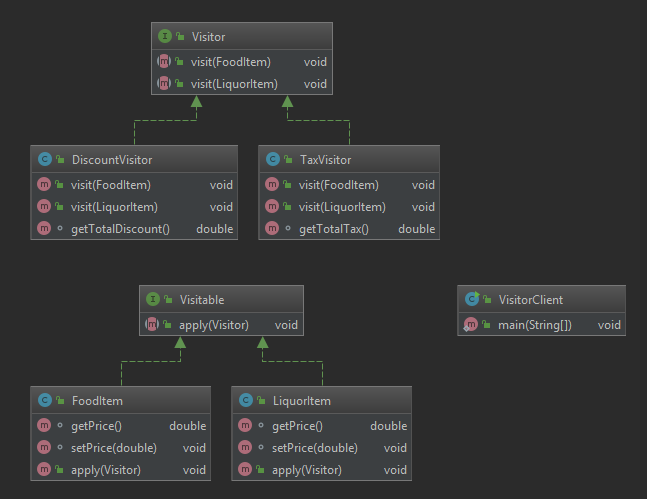 Visitor
visit(FoodItem) void
visit(LiquorItem) void
DiscountVisitor
visit(FoodItem) void
visit(LiquorItem) void
getTotalDiscount() double
TaxVisitor
visit(FoodItem) void
visit(LiquorItem) void
getTotalTax() double
Visitable
apply(Visitor) void
VisitorClient
main(String[]) void
FoodItem
getPrice() double
setPrice(double) void
apply(Visitor) void
LiquorItem
getPrice() double
setPrice(double) void
apply(Visitor) void